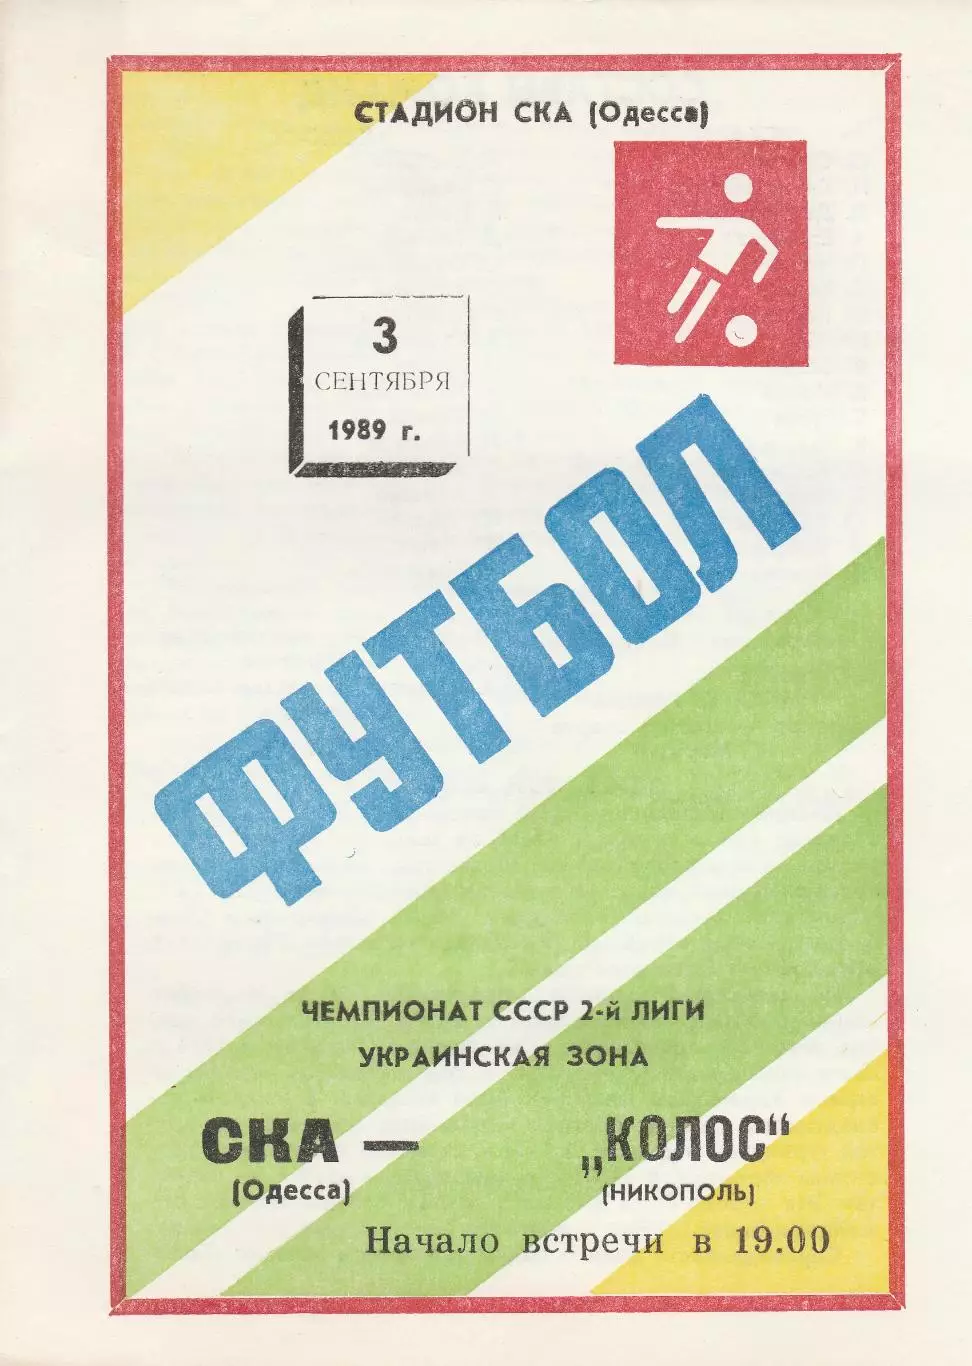 СТАДИОН СКА (Одесса)
3
СЕНТЯБРЯ
1989 г.
ФУТБОЛ
ЧЕМПИОНАТ СССР 2-й ЛИГИ
УКРАИНСКАЯ ЗОНА
СКА — „КОЛОС“
(Одесса) (НИКОПОЛЬ)
Начало встречи в 19.00